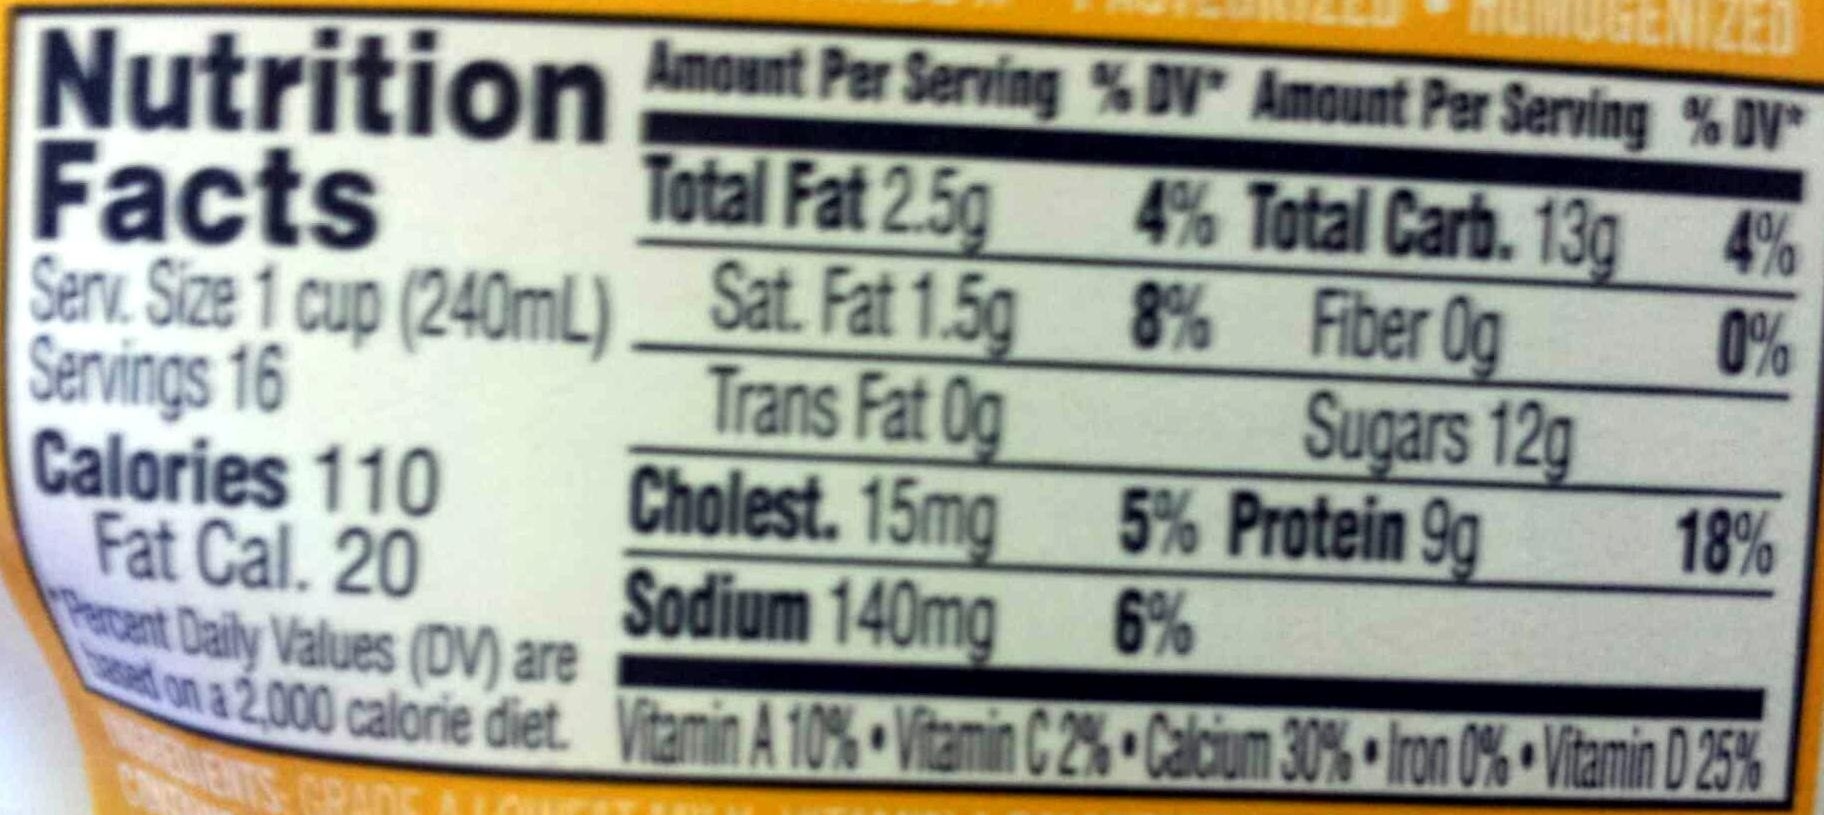 PASTEURIZED • HOMOGENIZED
Nutrition
Facts
Serv. Size 1 cup (240mL)
Servings 16
Calories 110
Fat Cal. 20
*Percent Daily Values (DV) are
based on a 2,000 calorie diet.
Amount Per Serving % DV* Amount Per Serving % DV*
Total Fat 2.5g 4% Total Carb. 13g 4%
Sat. Fat 1.5g 8% Fiber 0g 0%
Trans Fat 0g Sugars 12g
Cholest. 15mg 5% Protein 9g 18%
Sodium 140mg 6%
Vitamin A 10% • Vitamin C 2% • Calcium 30% • Iron 0% • Vitamin D 25%
INGREDIENTS: GRADE A LOWFAT MILK,